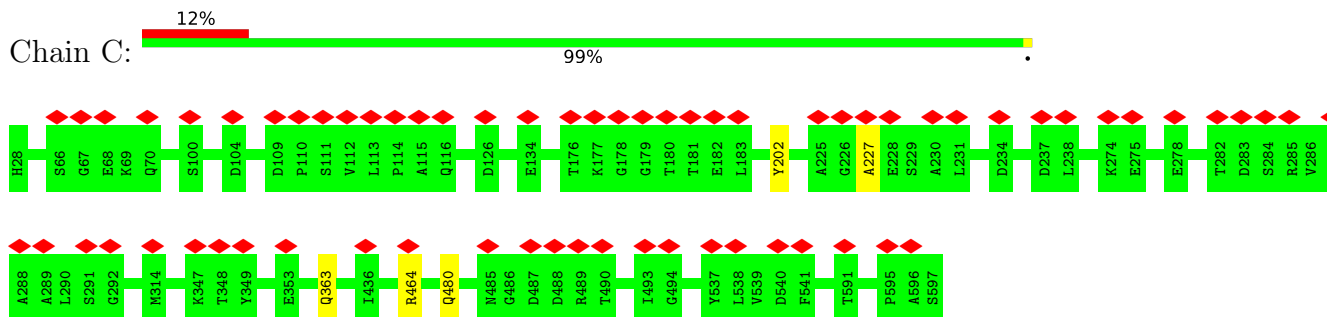 12%
Chain C:
99%
.
H28 S66 G67 E68 K69 Q70 S100 D104 D109 P110 S111 V112 L113 P114 A115 Q116 D126 E134 T176 K177 G178 G179 T180 T181 E182 L183 Y202 A225 G226 A227 E228 S229 A230 L231 D234 D237 L238 K274 E275 E278 T282 D283 S284 R285 V286
A288 A289 L290 S291 G292 M314 K347 T348 Y349 E353 Q363 I436 R464 Q480 N485 G486 D487 D488 R489 T490 I493 G494 Y537 L538 V539 D540 F541 T591 P595 A596 S597